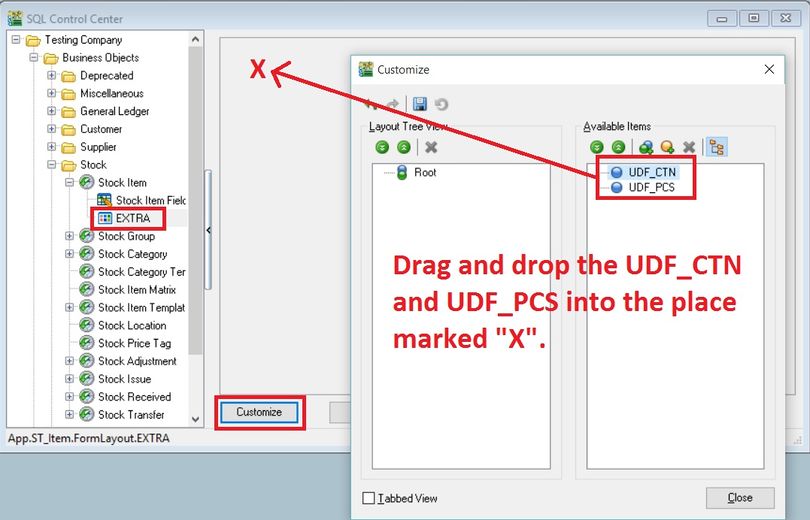 SQL Control Center
Testing Company
Business Objects
Deprecated
Miscellaneous
General Ledger
Customer
Supplier
Stock
Stock Item
Stock Item Field
EXTRA
Stock Group
Stock Category
Stock Category Ter
Stock Item Matrix
Stock Item Templat
Stock Location
Stock Price Tag
Stock Adjustment
Stock Issue
Stock Received
Stock Transfer
App.ST_Item.FormLayout.EXTRA
X
Customize
Customize
Layout Tree View
Root
Available Items
UDF_CTN
UDF_PCS
Drag and drop the UDF_CTN
and UDF_PCS into the place
marked "X".
Tabbed View
Close